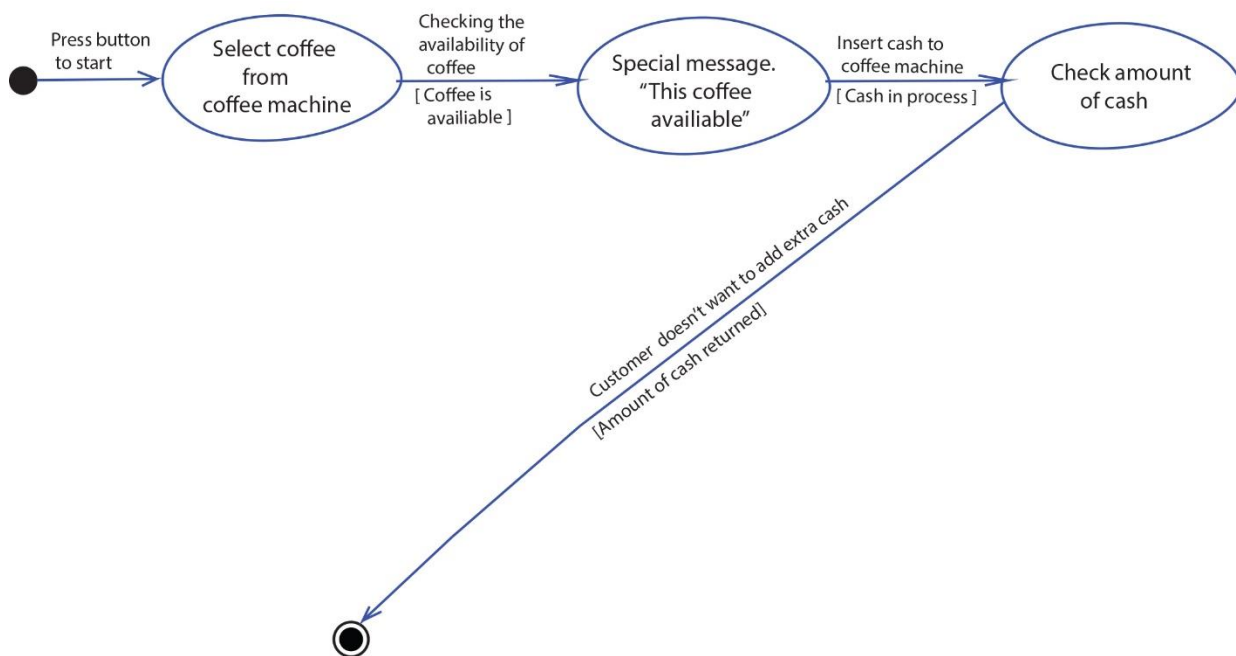 Press button
to start
Select coffee
from
coffee machine
Checking the
availability of
coffee
[ Coffee is
availiable ]
Special message.
“This coffee
availiable”
Insert cash to
coffee machine
[ Cash in process ]
Check amount
of cash
Customer doesn’t want to add extra cash
[Amount of cash returned]